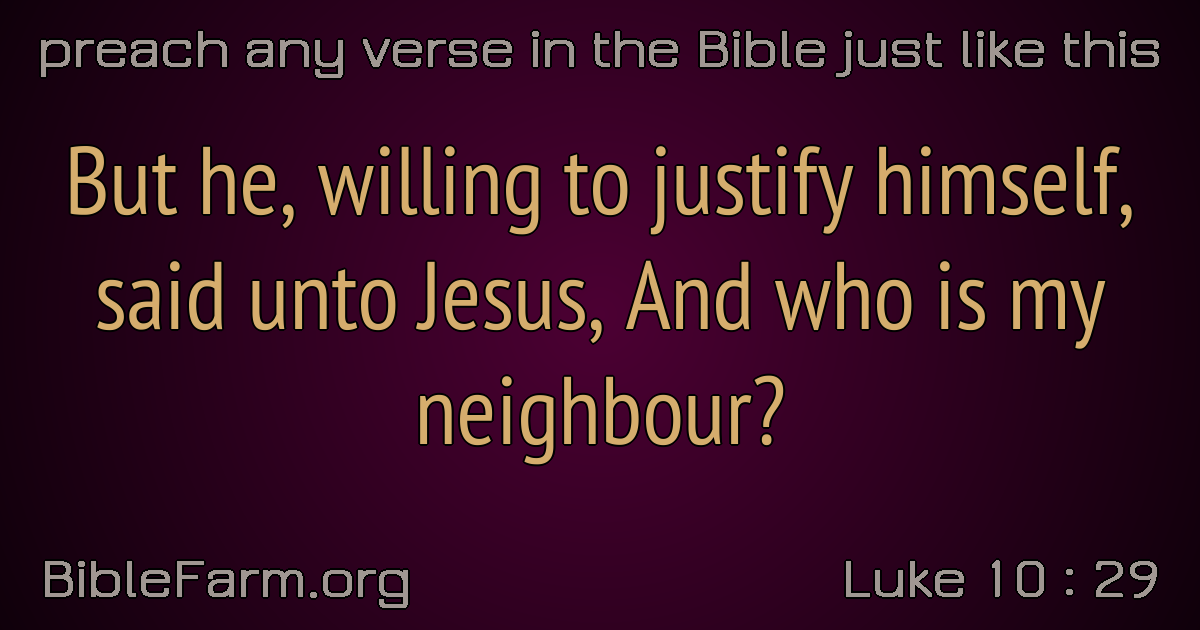 preach any verse in the Bible just like this
But he, willing to justify himself,
said unto Jesus, And who is my
neighbour?
BibleFarm.org
Luke 10 : 29